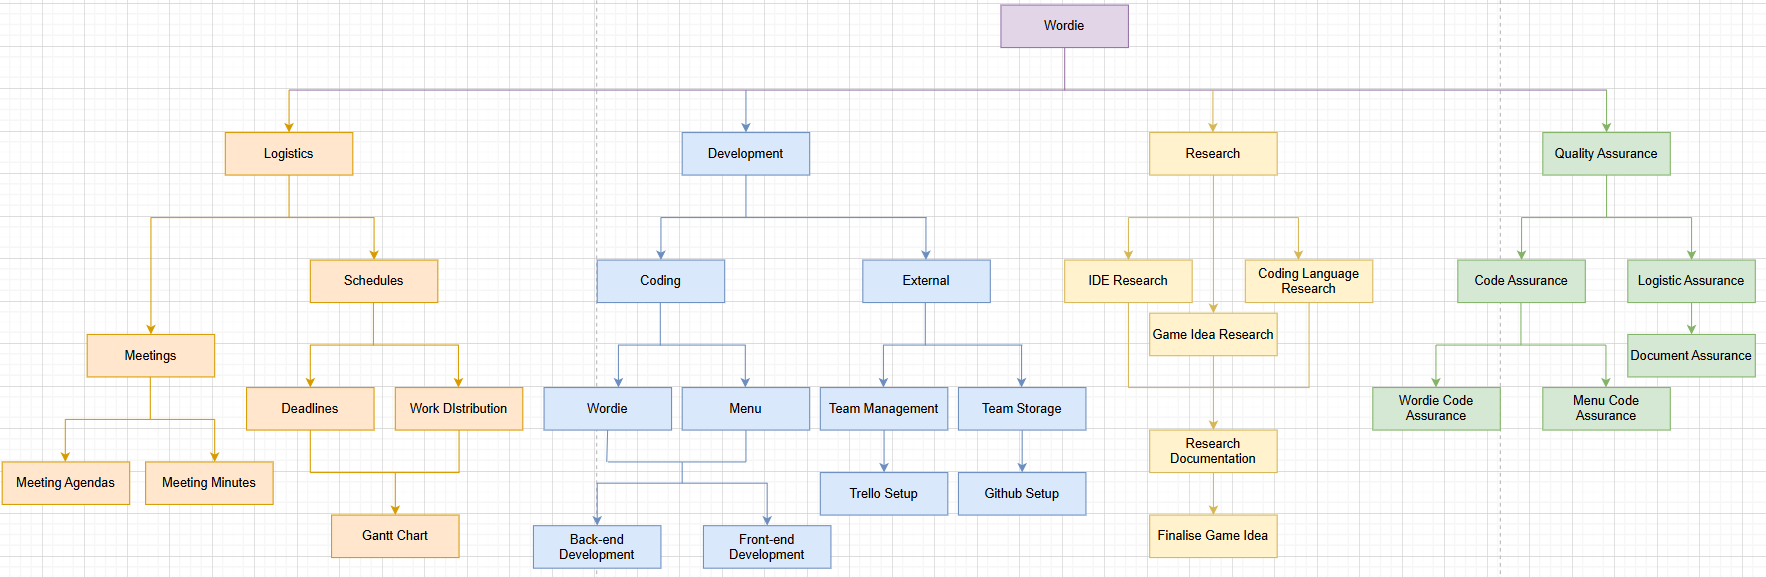 Wordie
Logistics
Development
Research
Quality Assurance
Schedules
Coding
External
IDE Research
Coding Language
Research
Code Assurance
Logistic Assurance
Game Idea Research
Meetings
Document Assurance
Deadlines
Work DIstribution
Wordie
Menu
Team Management
Team Storage
Wordie Code
Assurance
Menu Code
Assurance
Research
Documentation
Meeting Agendas
Meeting Minutes
Trello Setup
Github Setup
Gantt Chart
Back-end
Development
Front-end
Development
Finalise Game Idea